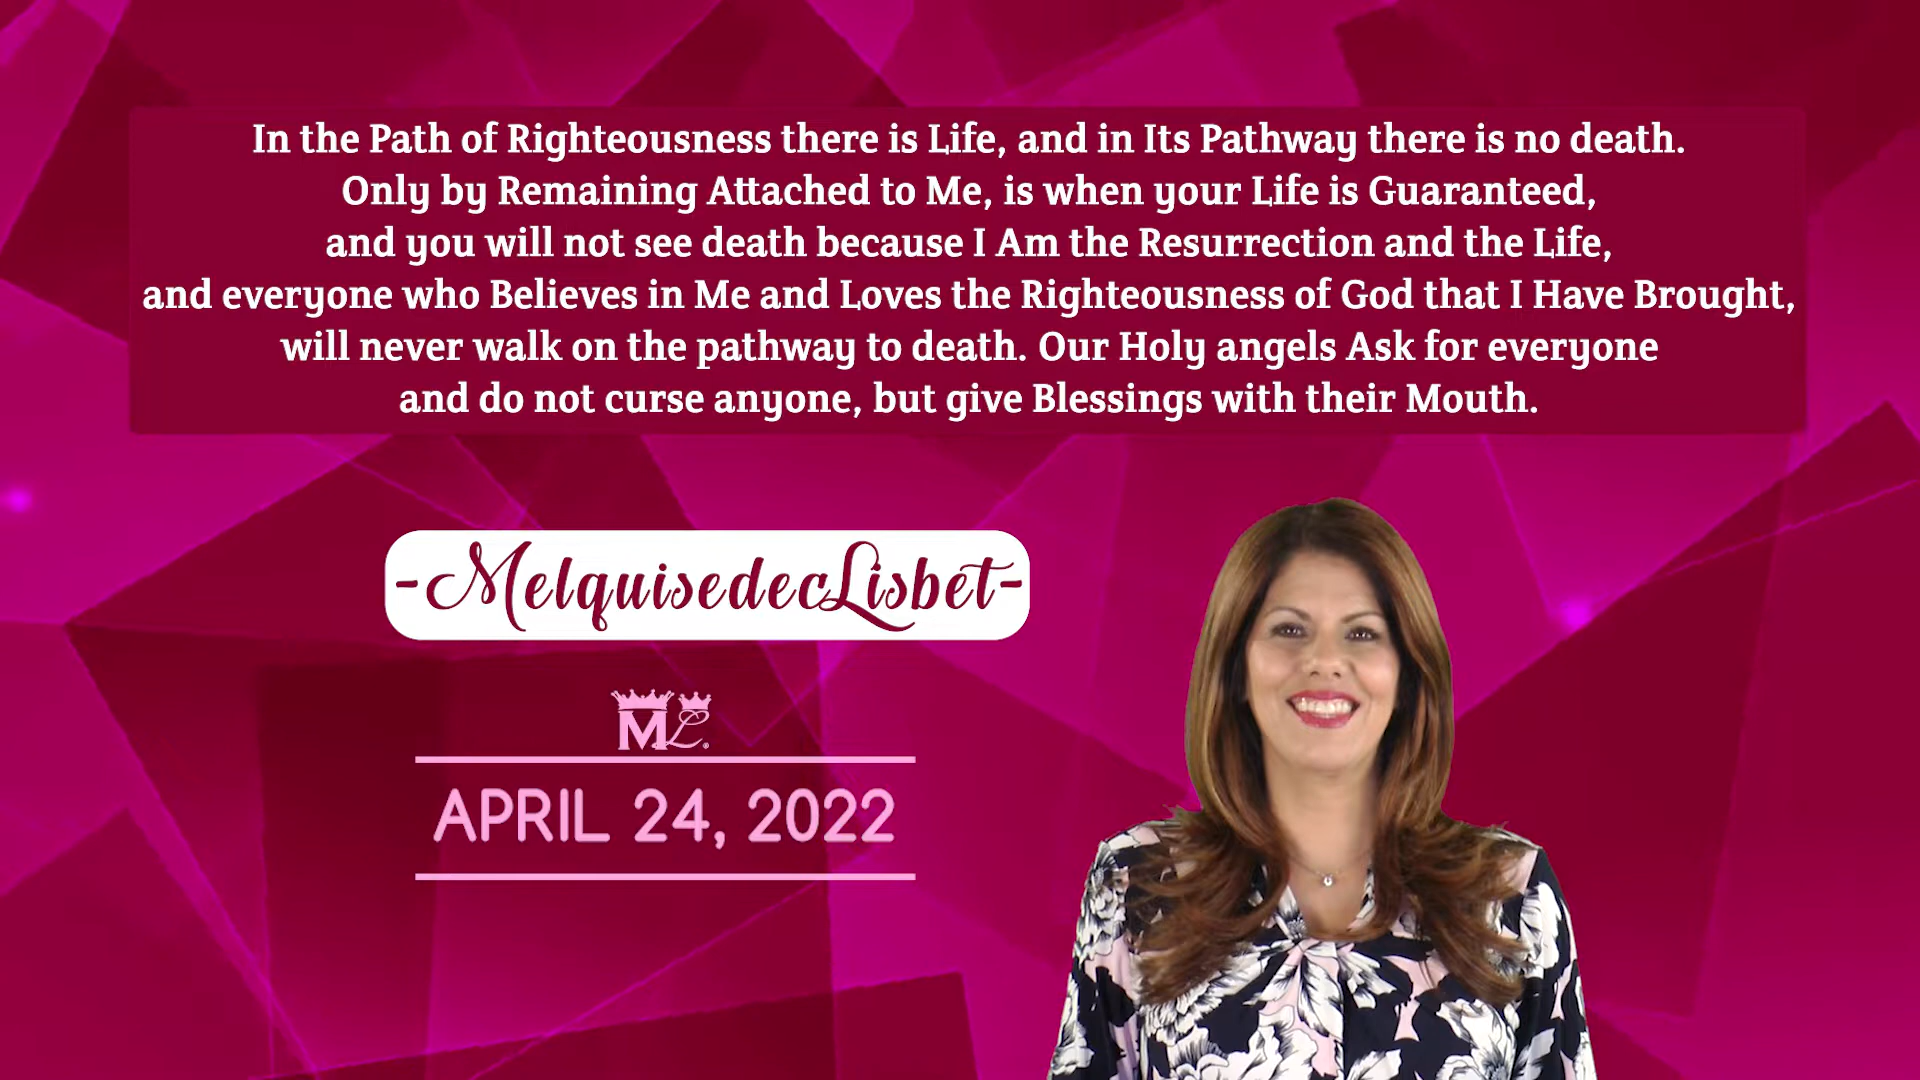 In the Path of Righteousness there is Life, and in Its Pathway there is no death.
Only by Remaining Attached to Me, is when your Life is Guaranteed,
and you will not see death because I Am the Resurrection and the Life,
and everyone who Believes in Me and Loves the Righteousness of God that I Have Brought,
will never walk on the pathway to death. Our Holy angels Ask for everyone
and do not curse anyone, but give Blessings with their Mouth.
-MelquisedecLisbet-
ML®
APRIL 24, 2022